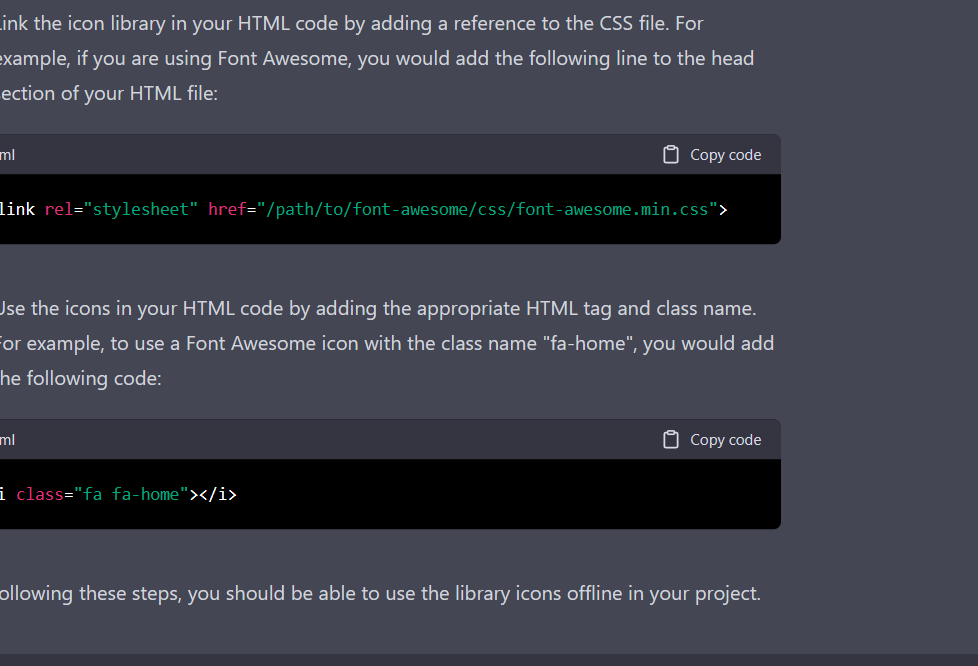 Link the icon library in your HTML code by adding a reference to the CSS file. For
example, if you are using Font Awesome, you would add the following line to the head
section of your HTML file:
ml
Copy code
link rel="stylesheet" href="/path/to/font-awesome/css/font-awesome.min.css">
Use the icons in your HTML code by adding the appropriate HTML tag and class name.
For example, to use a Font Awesome icon with the class name "fa-home", you would add
the following code:
ml
Copy code
i class="fa fa-home"></i>
ollowing these steps, you should be able to use the library icons offline in your project.